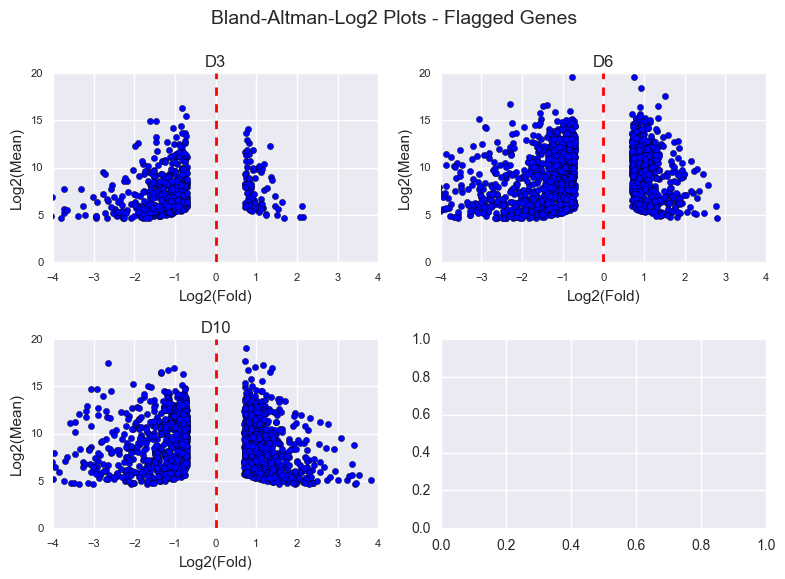 Bland-Altman-Log2 Plots - Flagged Genes
D3
20
15
10
5
0
Log2(Mean)
−4 −3 −2 −1 0 1 2 3 4
Log2(Fold)
D6
20
15
10
5
0
Log2(Mean)
−4 −3 −2 −1 0 1 2 3 4
Log2(Fold)
D10
20
15
10
5
0
Log2(Mean)
−4 −3 −2 −1 0 1 2 3 4
Log2(Fold)
1.0
0.8
0.6
0.4
0.2
0.0
0.0 0.2 0.4 0.6 0.8 1.0